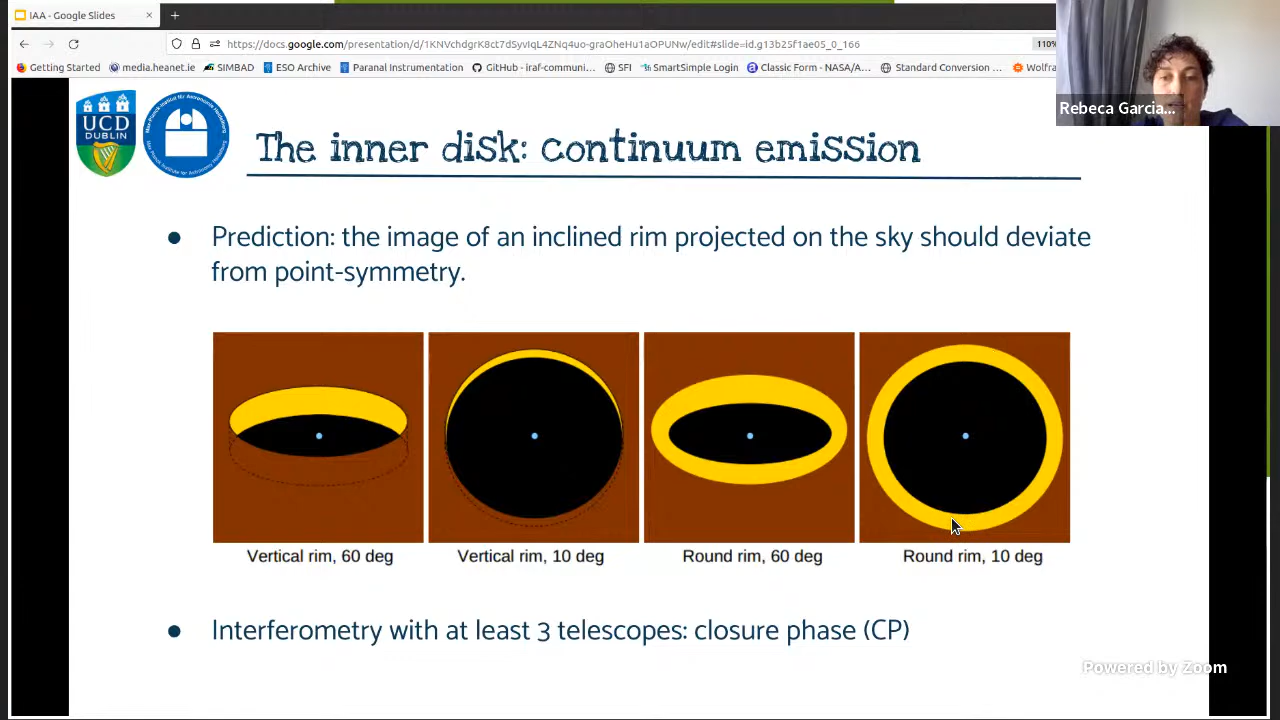 IAA - Google Slides
https://docs.google.com/presentation/d/1KNVchdgrK8ct7dSyvIqL4ZNq4uo-graOheHu1aOPUNw/edit#slide=id.g13b25f1ae05_0_166
110%
Getting Started media.heanet.ie SIMBAD ESO Archive Paranal Instrumentation GitHub - iraf-communi... SFI SmartSimple Login Classic Form - NASA/A... Standard Conversion ... Wolfra
Rebeca Garcia...
UCD
DUBLIN
The inner disk: continuum emission
● Prediction: the image of an inclined rim projected on the sky should deviate
from point-symmetry.
Vertical rim, 60 deg
Vertical rim, 10 deg
Round rim, 60 deg
Round rim, 10 deg
● Interferometry with at least 3 telescopes: closure phase (CP)
Powered by Zoom